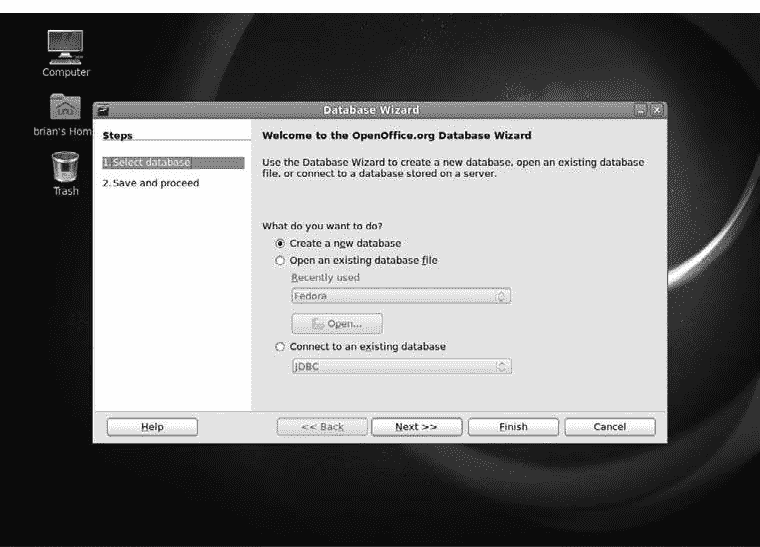 Computer
brian's Hom
Trash
Database Wizard
Steps
1. Select database
2. Save and proceed
Welcome to the OpenOffice.org Database Wizard
Use the Database Wizard to create a new database, open an existing database
file, or connect to a database stored on a server.
What do you want to do?
Create a new database
Open an existing database file
Recently used
Fedora
Open...
Connect to an existing database
JDBC
Help
<< Back
Next >>
Finish
Cancel